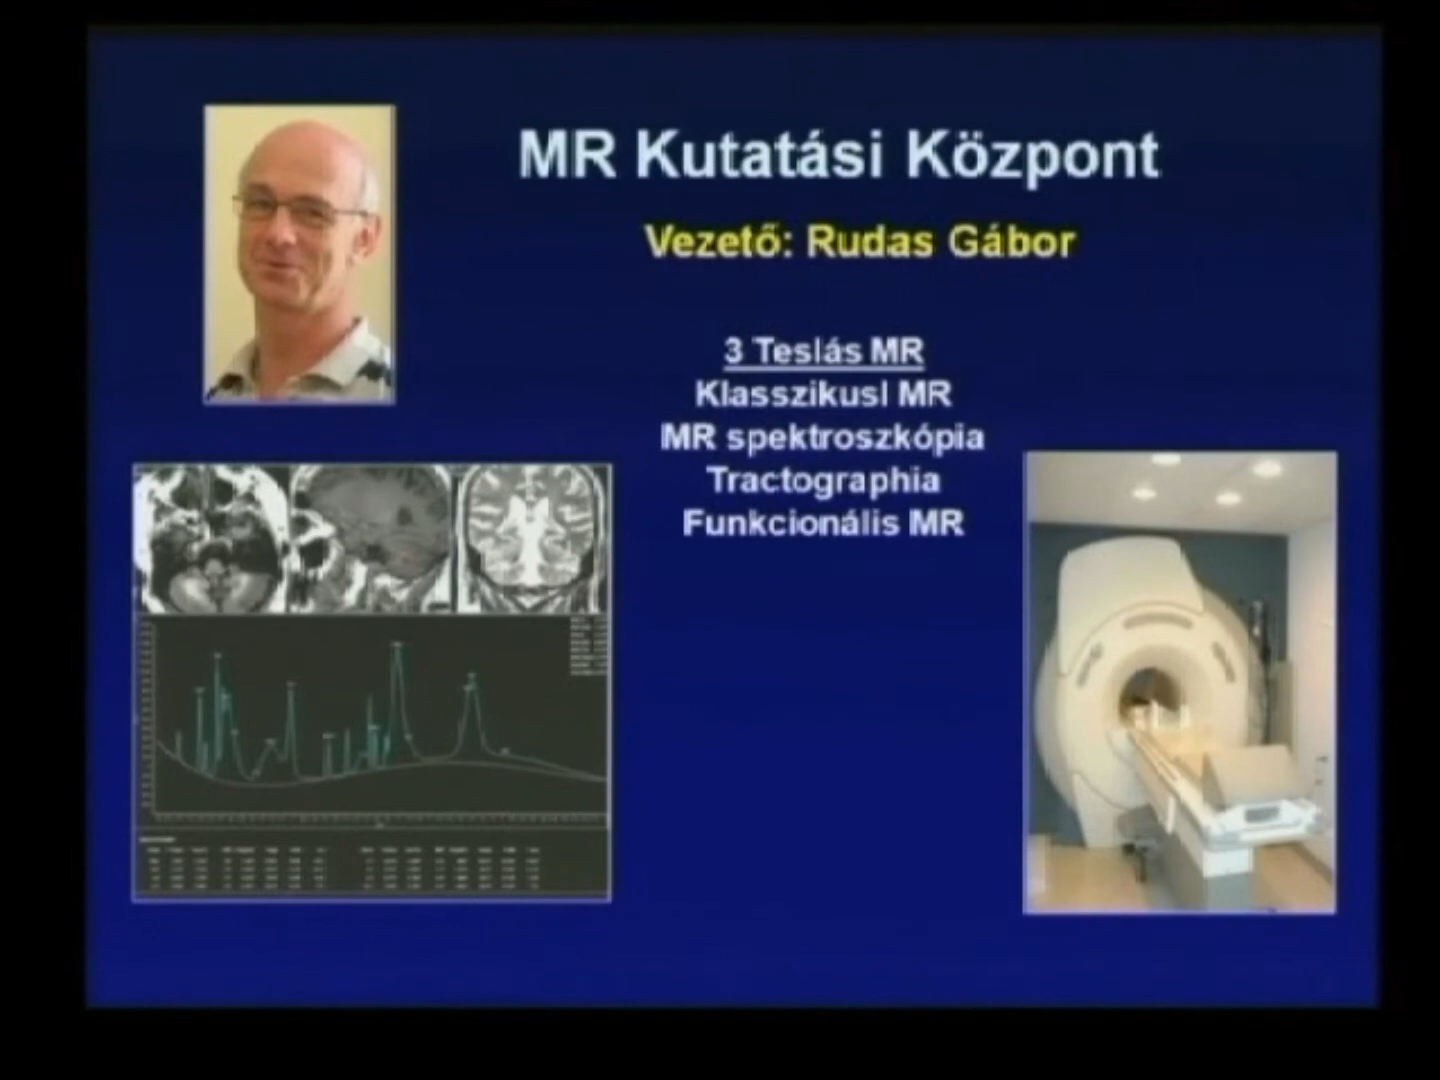 MR Kutatási Központ
Vezető: Rudas Gábor
3 Teslás MR
Klasszikusl MR
MR spektroszkópia
Tractographia
Funkcionális MR